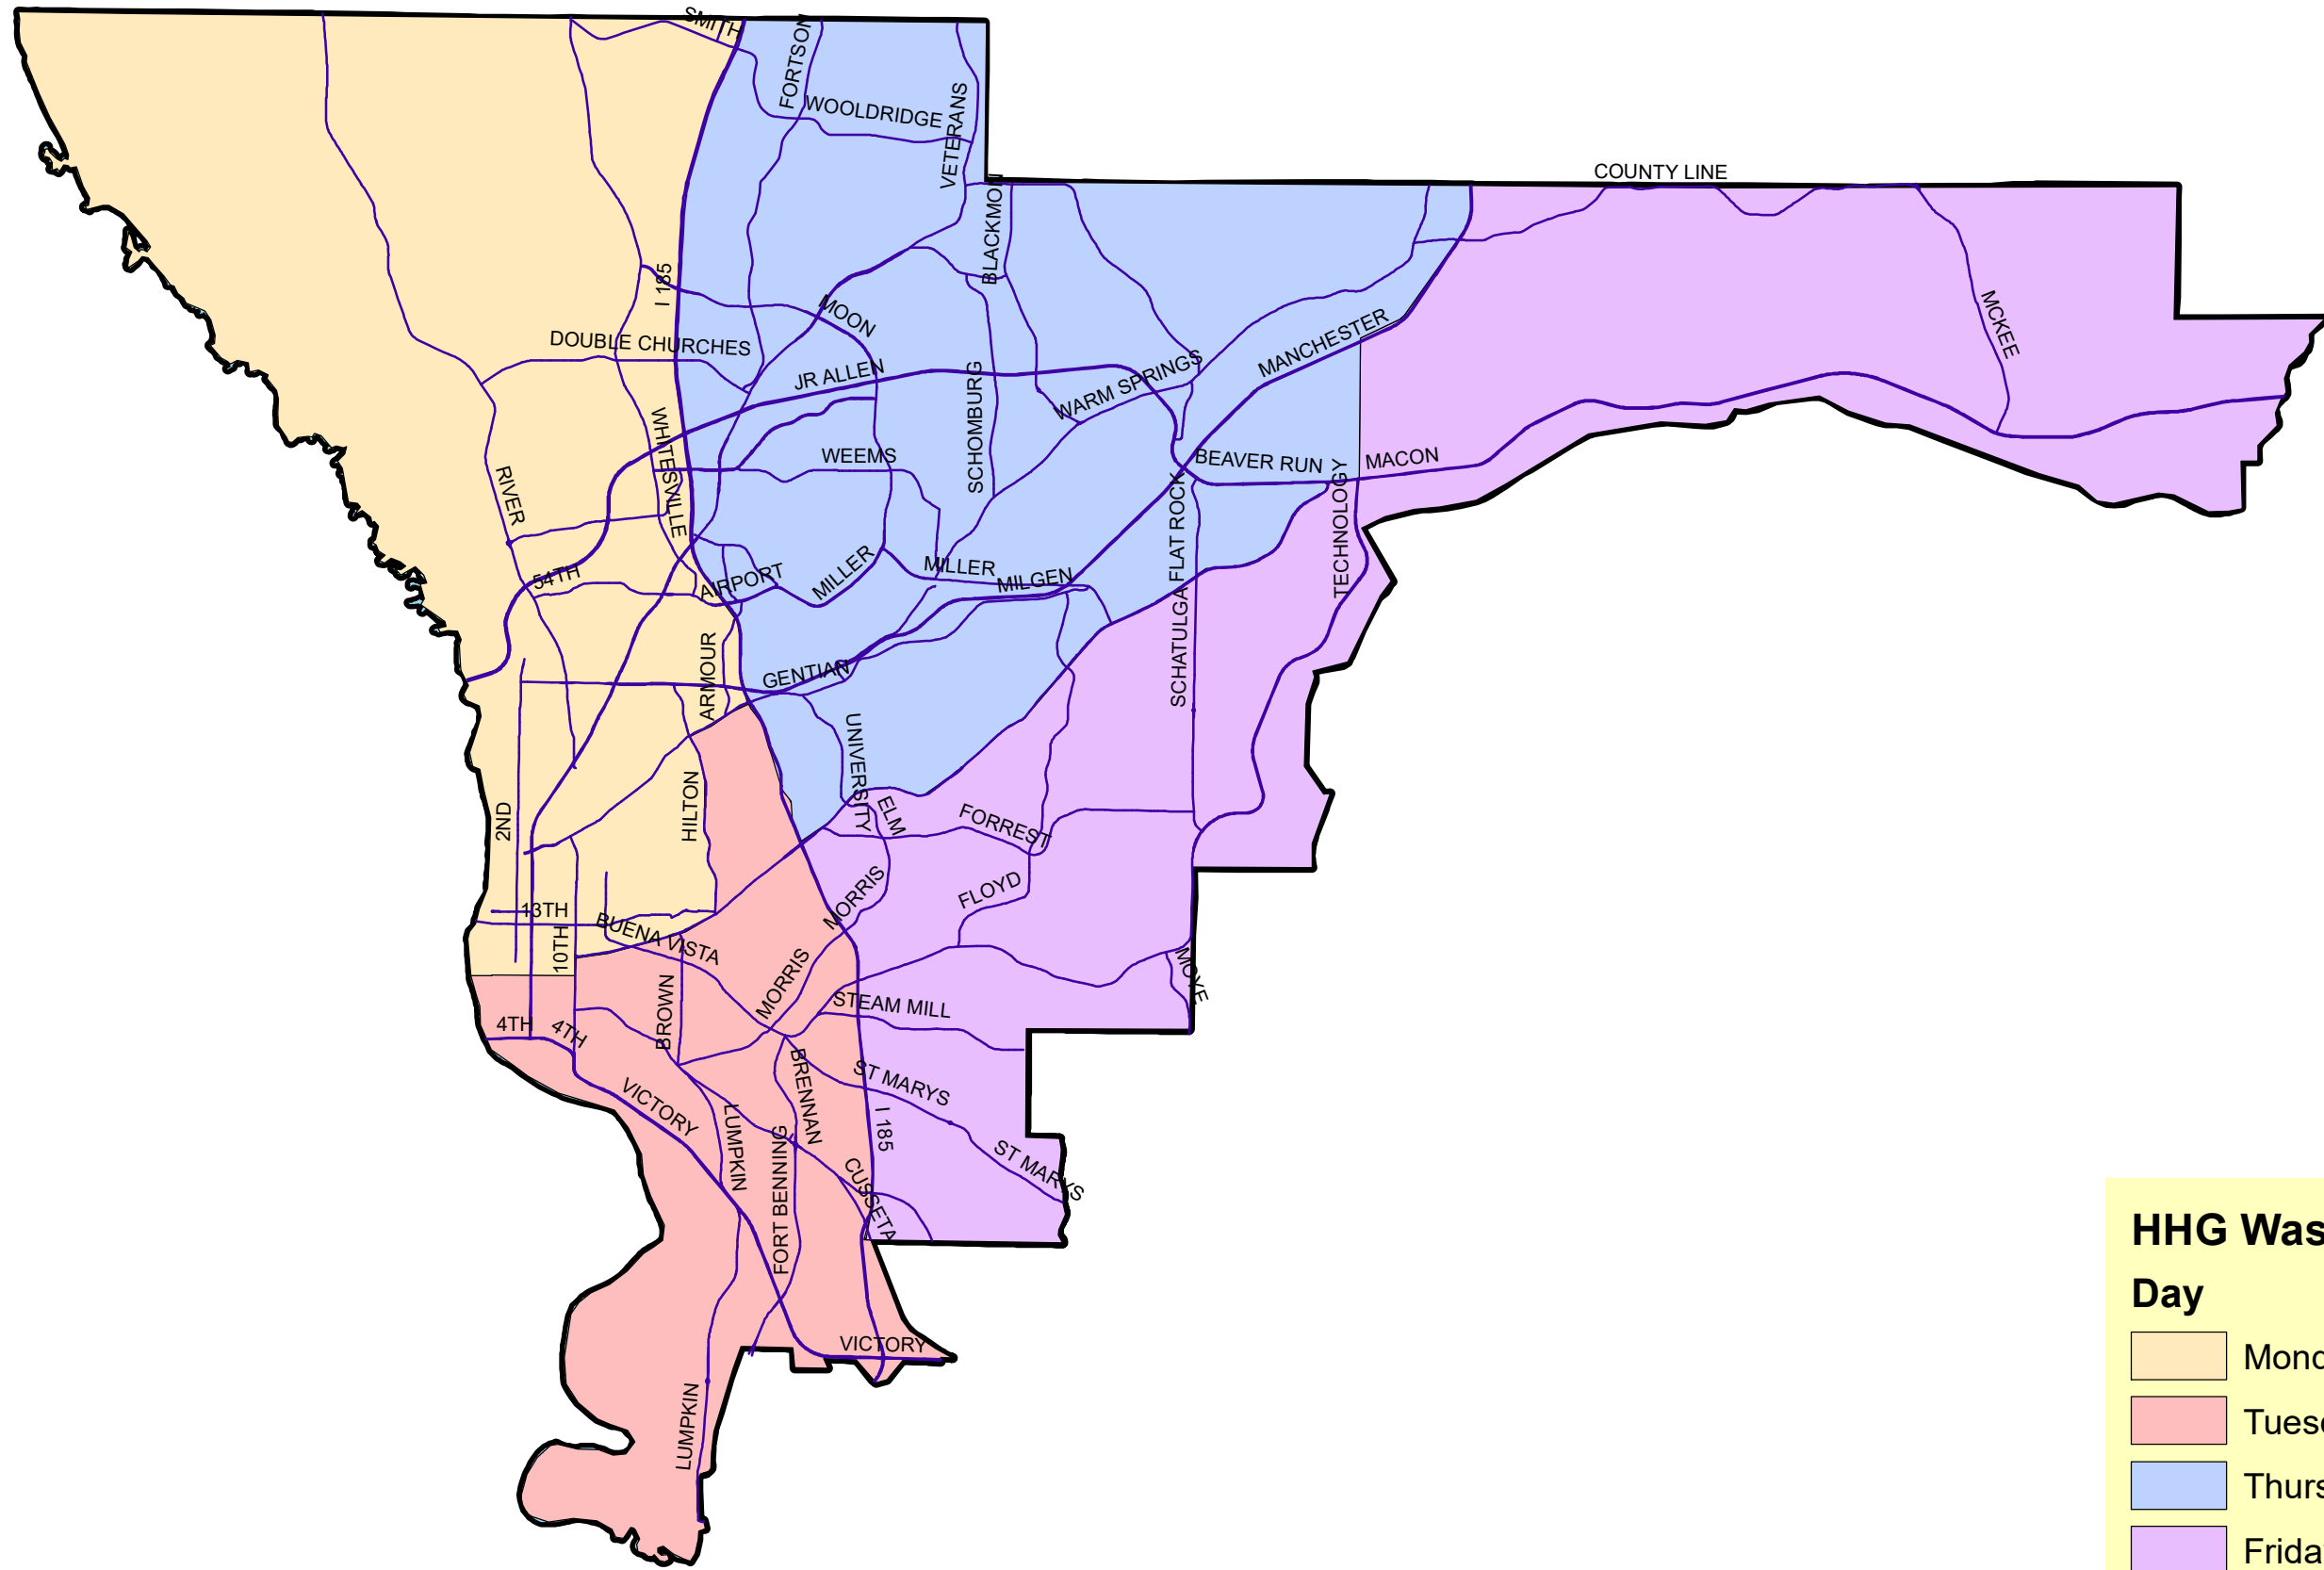 SMITH
FORTSON
WOOLDRIDGE
VETERANS
COUNTY LINE
BLACKMON
I 185
MOON
MCKEE
DOUBLE CHURCHES
MANCHESTER
JR ALLEN
WARM SPRINGS
SCHOMBURG
WHITESVILLE
WEEMS
BEAVER RUN
MACON
RIVER
FLAT ROCK
TECHNOLOGY
54TH
AIRPORT
MILLER
MILLER
MILGEN
ARMOUR
SCHATULGA
GENTIAN
UNIVERSITY
2ND
HILTON
ELM
FORREST
MORRIS
FLOYD
13TH
10TH
BUENA VISTA
MORRIS
MOYE
BROWN
STEAM MILL
4TH
4TH
BRENNAN
ST MARYS
VICTORY
LUMPKIN
I 185
FORT BENNING
ST MARYS
CUSSETA
VICTORY
LUMPKIN
HHG Was
Day
Mond
Tuesd
Thurs
Frida